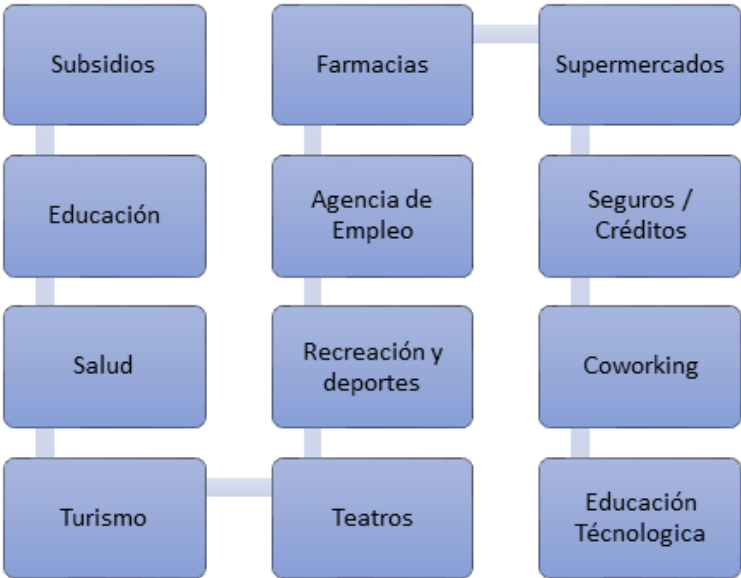 Subsidios
Educación
Salud
Turismo
Teatros
Recreación y
deportes
Agencia de
Empleo
Farmacias
Supermercados
Seguros /
Créditos
Coworking
Educación
Técnologica